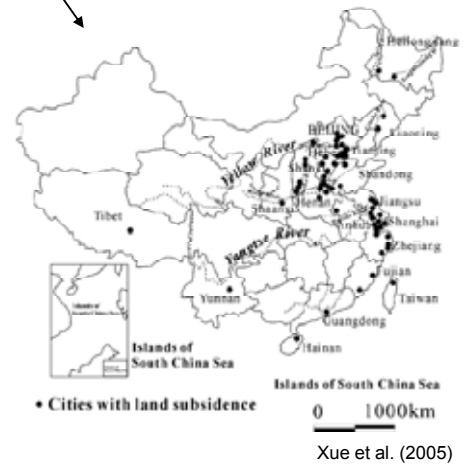 Heilongjiang
Liaoning
BEIJING
Tianjing
Yellow River
Shandong
Henan
Shaanxi
Jiangsu
Anhui
Shanghai
Tibet
Yangtse River
Zhejiang
Fujian
Yunnan
Taiwan
Guangdong
Islands of
South China Sea
Hainan
Islands of South China Sea
• Cities with land subsidence
0 1000km
Xue et al. (2005)